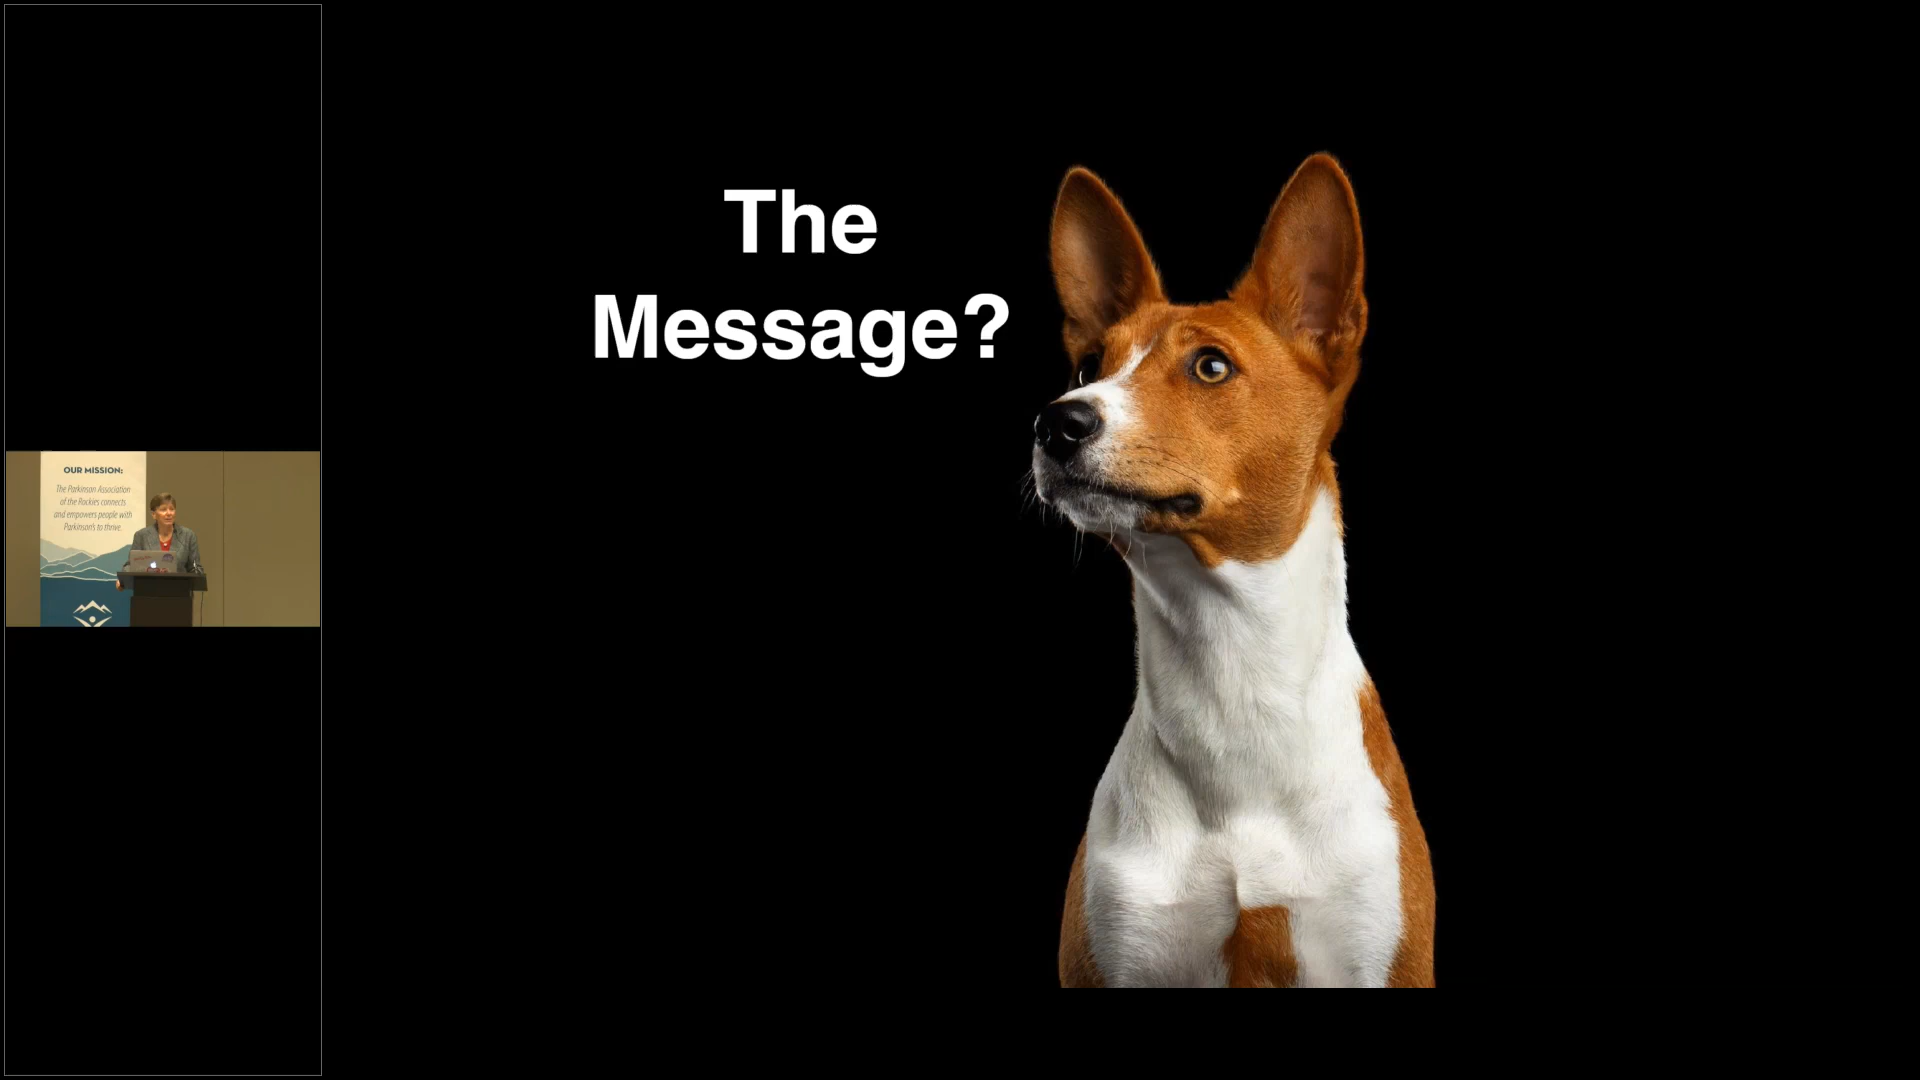 The
Message?
OUR MISSION:
The Parkinson Association
of the Rockies connects
and empowers people with
Parkinson's to thrive.